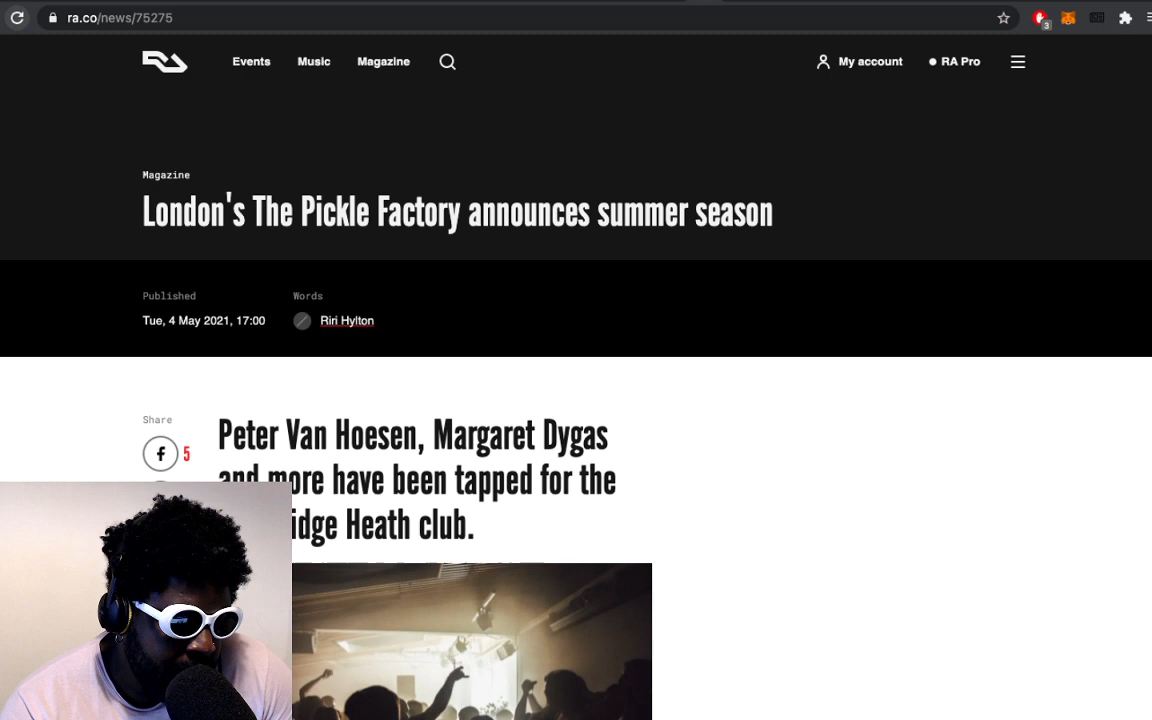 ra.co/news/75275
3
Events Music Magazine My account RA Pro
Magazine
London's The Pickle Factory announces summer season
Published Words
Tue, 4 May 2021, 17:00 Riri Hylton
Share
5
Peter Van Hoesen, Margaret Dygas
and more have been tapped for the
Heath club.